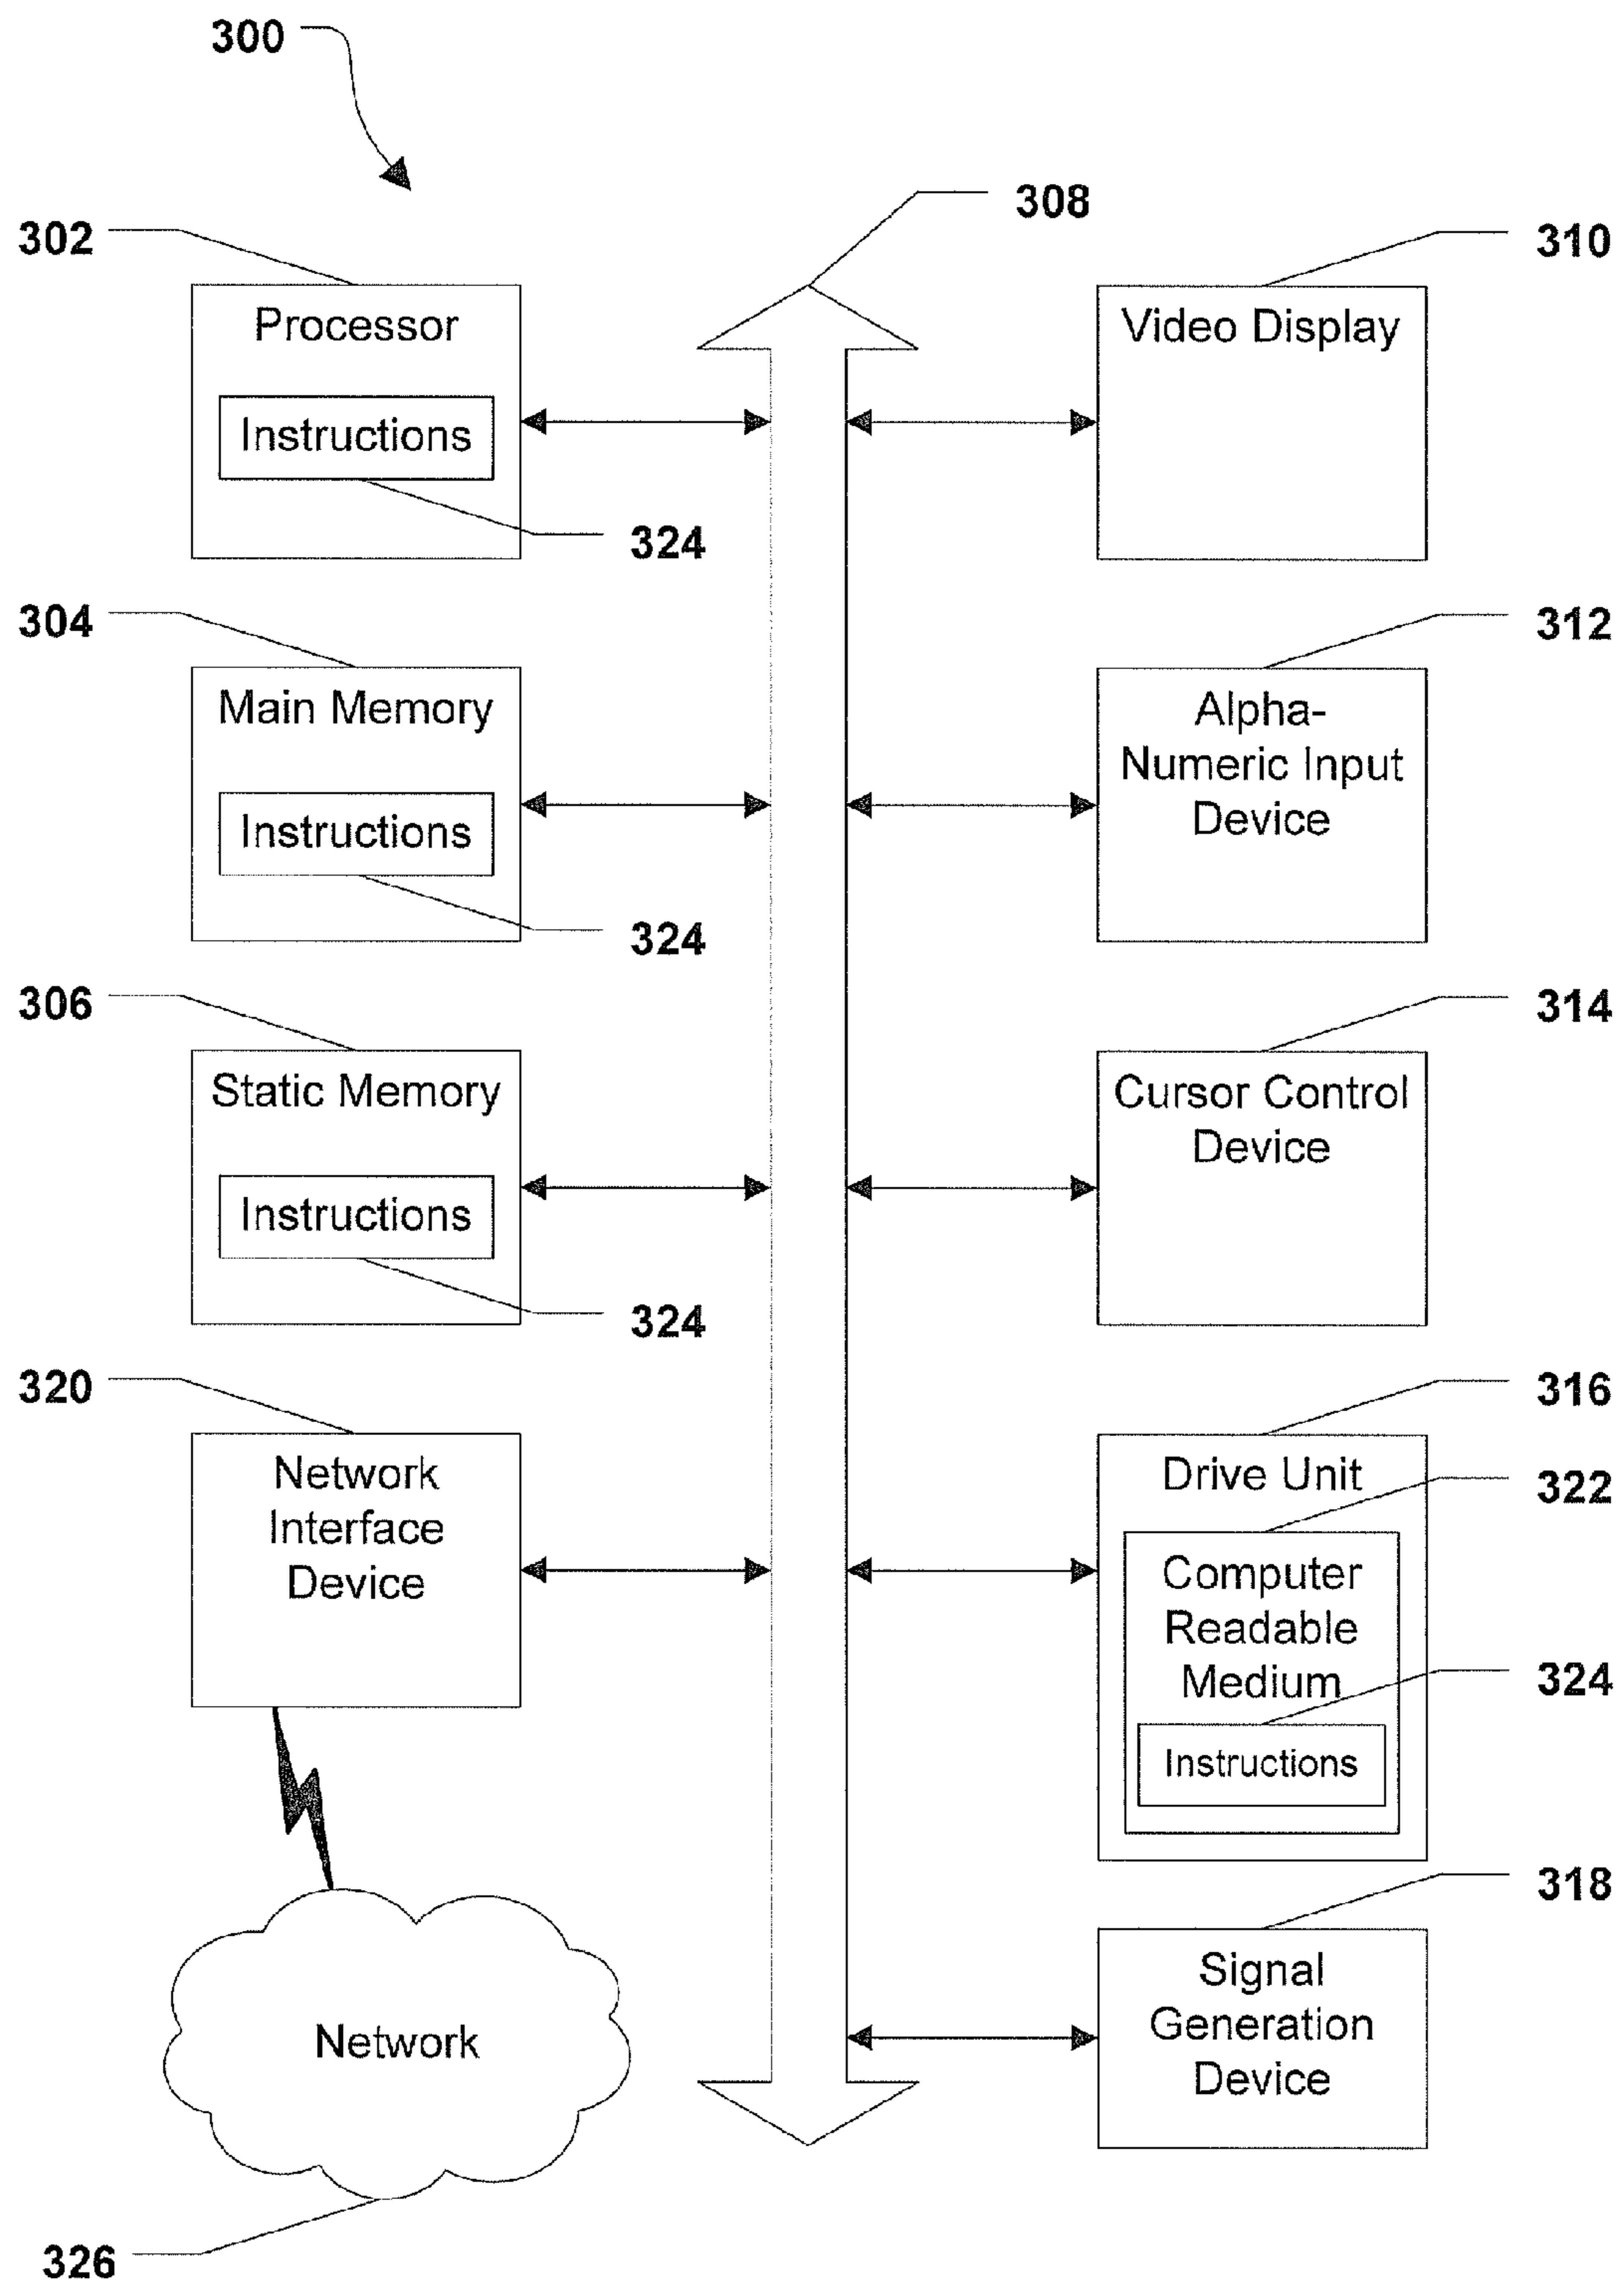 300
308
302
Processor
Instructions
324
310
Video Display
304
Main Memory
Instructions
324
312
Alpha-
Numeric Input
Device
306
Static Memory
Instructions
324
314
Cursor Control
Device
320
Network
Interface
Device
316
Drive Unit
322
Computer
Readable
Medium
324
Instructions
318
Signal
Generation
Device
Network
326